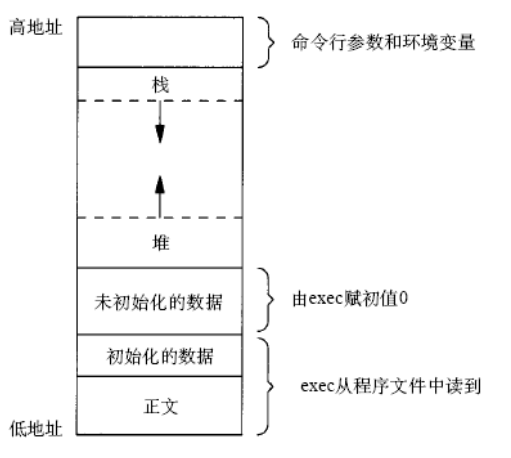 高地址
命令行参数和环境变量
栈
堆
未初始化的数据
由exec赋初值0
初始化的数据
exec从程序文件中读到
正文
低地址